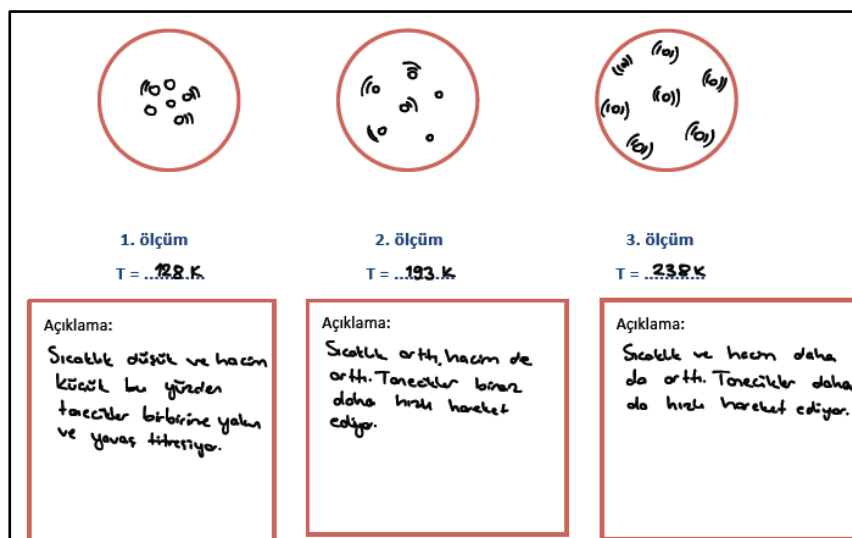 1. ölçüm
T = 128 K
Açıklama:
Sıcaklık düşük ve hacim
küçük bu yüzden
tanecikler birbirine yakın
ve yavaş titreşiyor.
2. ölçüm
T = 193 K
Açıklama:
Sıcaklık arttı, hacim de
arttı. Tanecikler biraz
daha hızlı hareket
ediyor.
3. ölçüm
T = 238 K
Açıklama:
Sıcaklık ve hacim daha
da arttı. Tanecikler daha
da hızlı hareket ediyor.